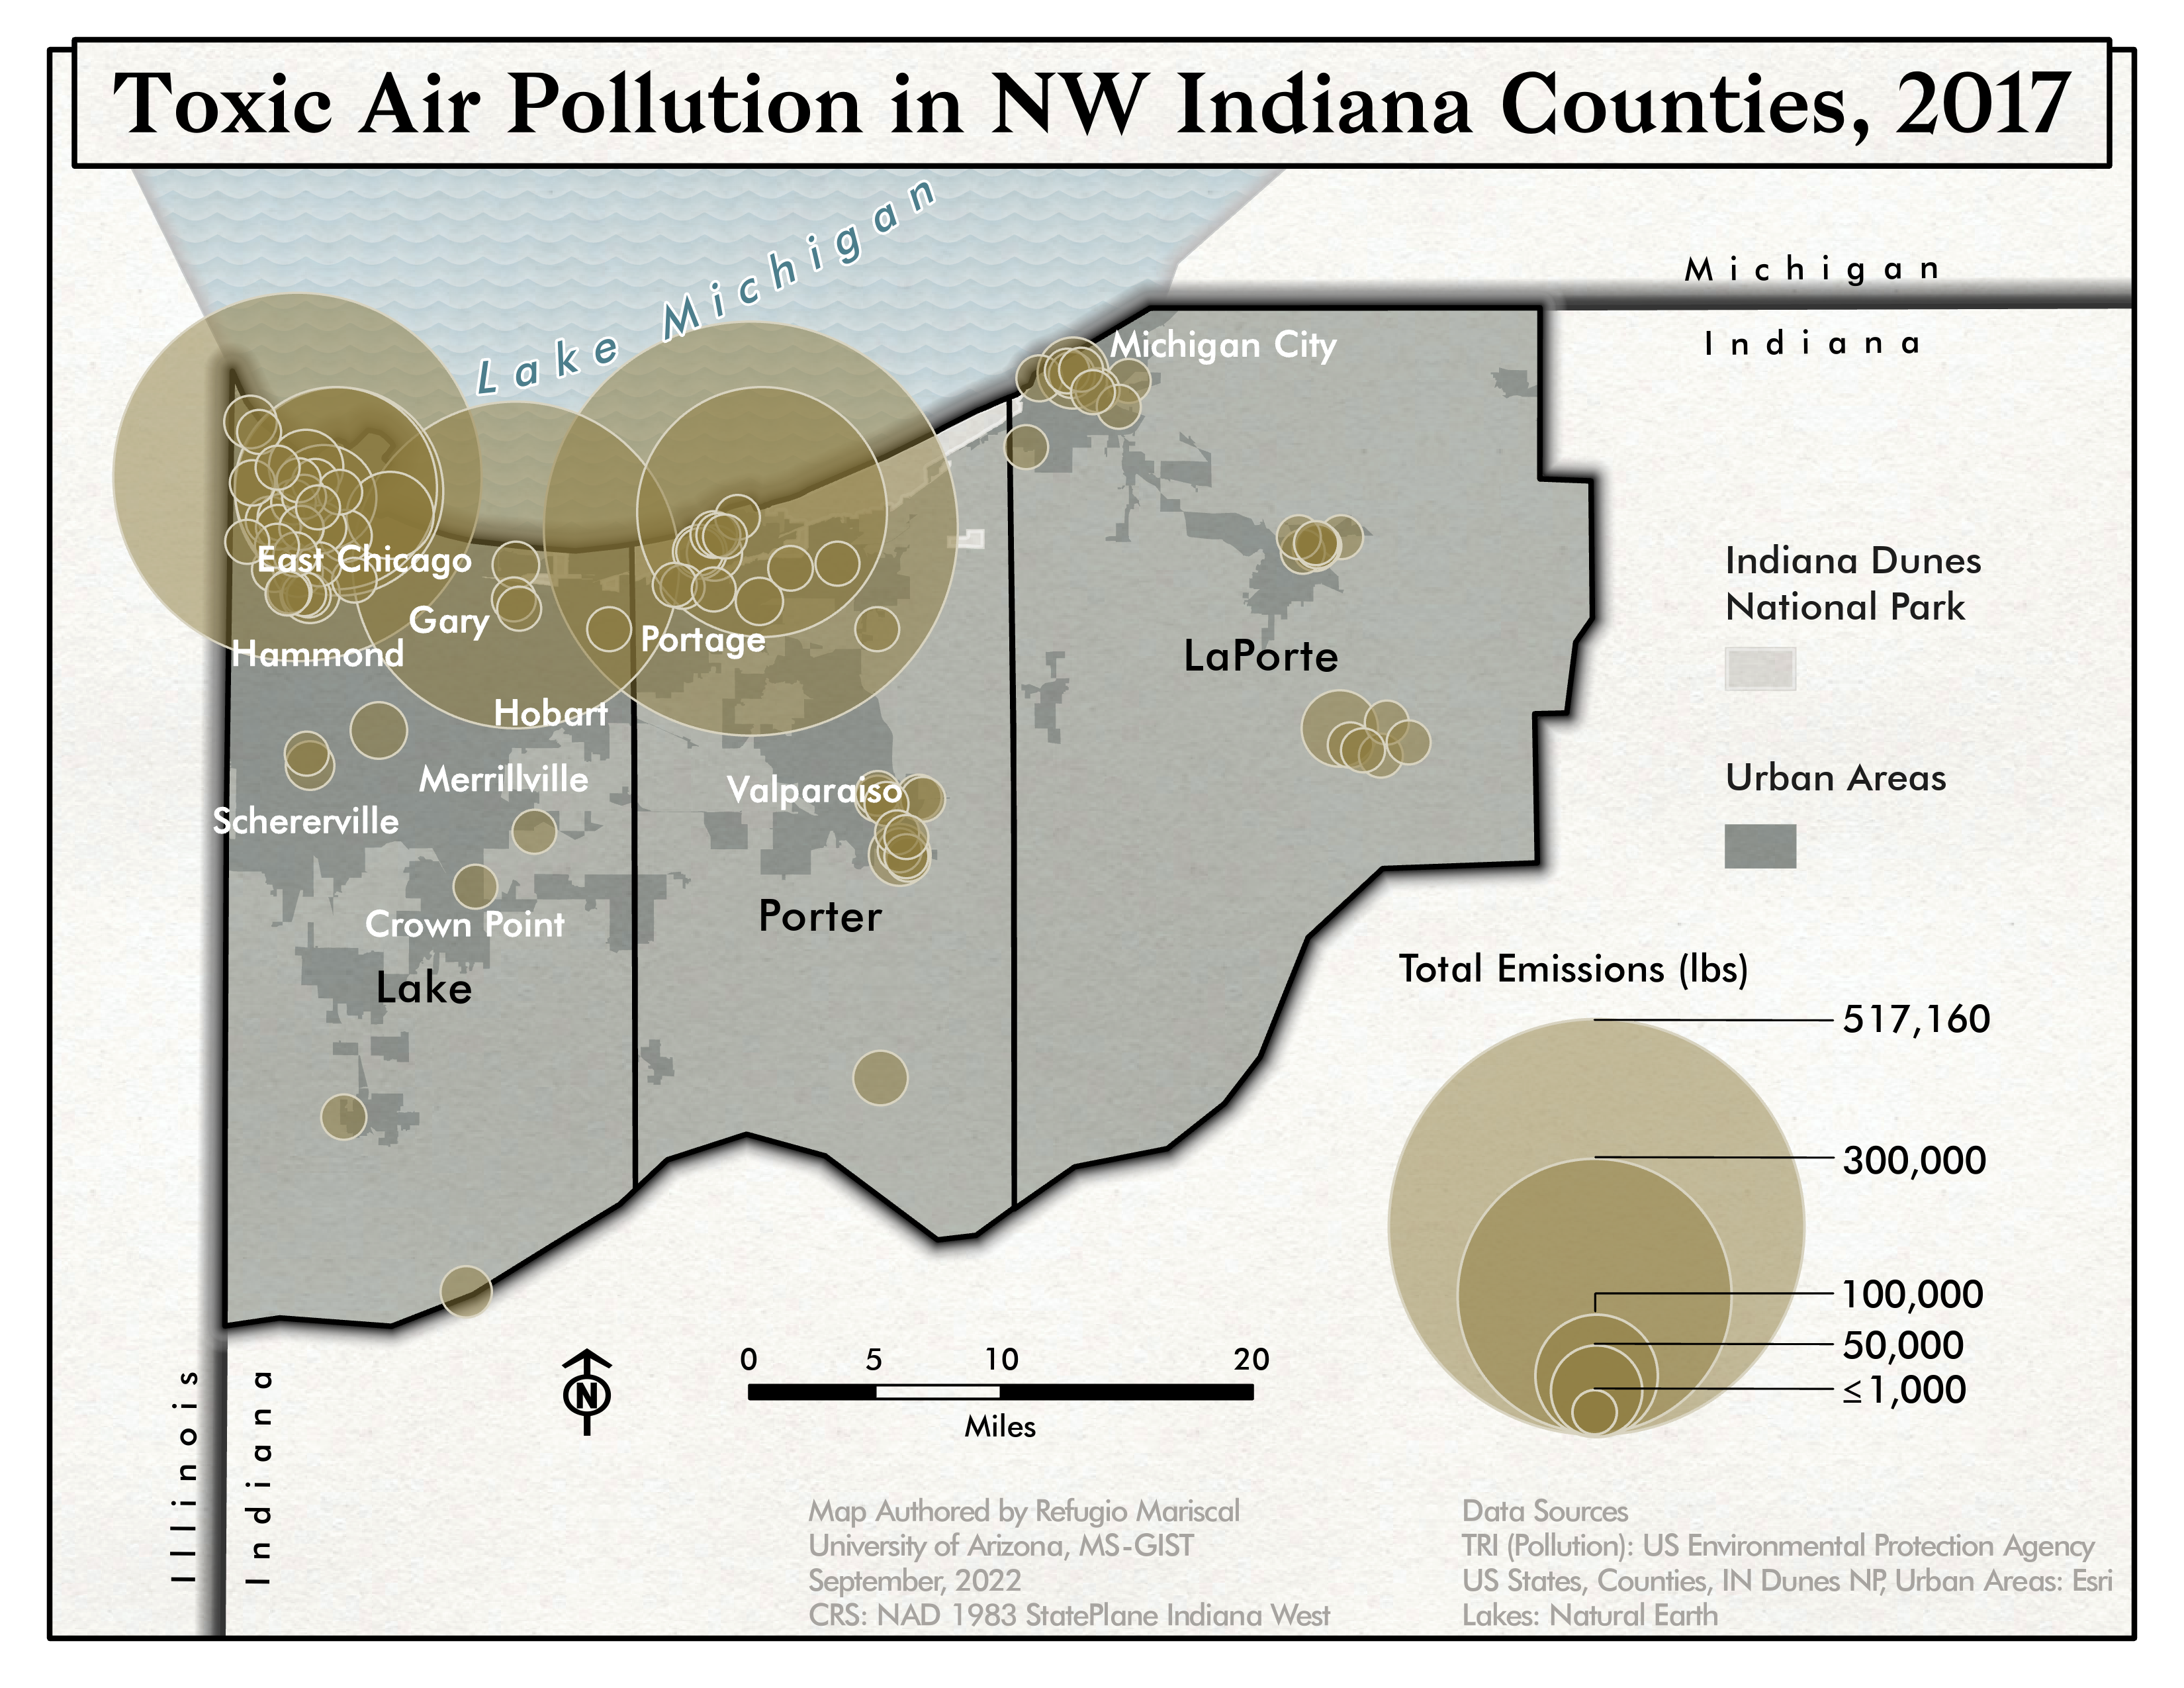 Toxic Air Pollution in NW Indiana Counties, 2017
Lake Michigan
Michigan
Indiana
Michigan City
East Chicago
Gary
Hammond
Portage
LaPorte
Hobart
Merrillville
Schererville
Valparaiso
Crown Point
Porter
Lake
Indiana Dunes
National Park
Urban Areas
Total Emissions (lbs)
517,160
300,000
100,000
50,000
≤1,000
Illinois
Indiana
N
0 5 10 20
Miles
Map Authored by Refugio Mariscal
University of Arizona, MS-GIST
September, 2022
CRS: NAD 1983 StatePlane Indiana West
Data Sources
TRI (Pollution): US Environmental Protection Agency
US States, Counties, IN Dunes NP, Urban Areas: Esri
Lakes: Natural Earth